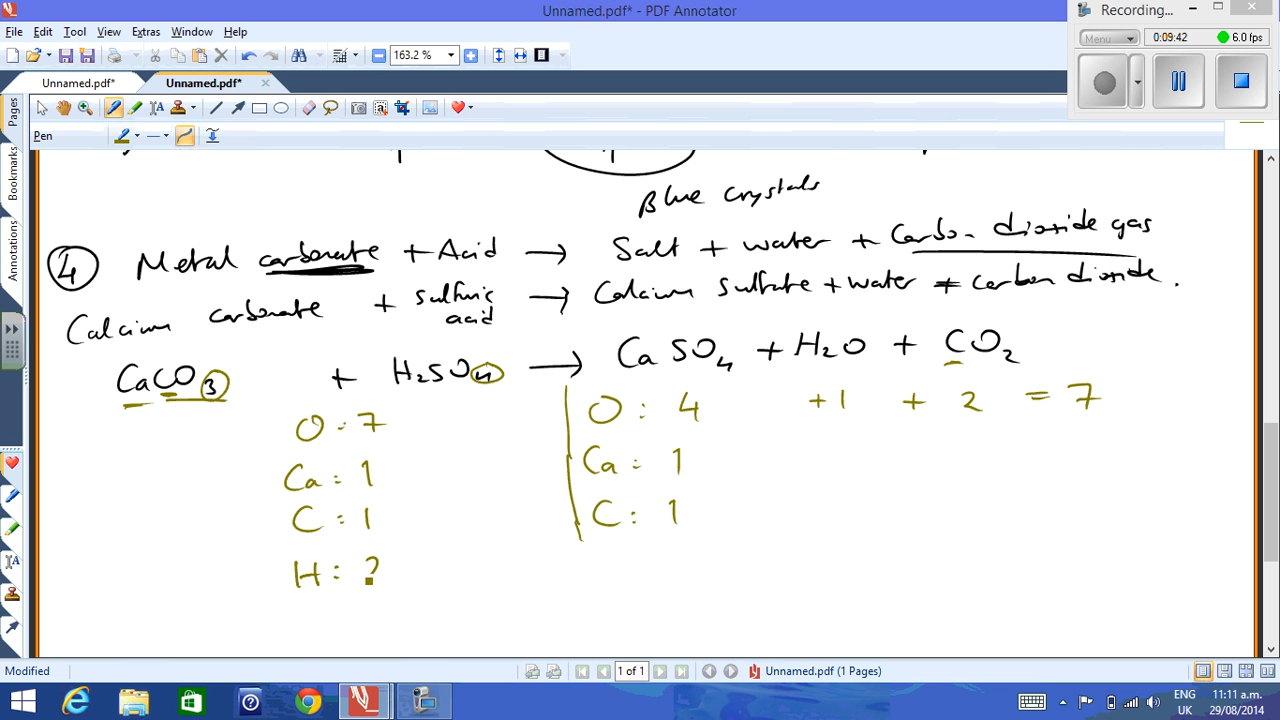 Unnamed.pdf* - PDF Annotator
Recording...
File Edit Tool View Extras Window Help
Menu 0:09:42 6.0 fps
163.2 %
Unnamed.pdf* Unnamed.pdf*
Pen
Pages
Bookmarks
Annotations
Blue crystals
4 Metal carbonate + Acid → Salt + water + Carbon dioxide gas
Calcium carbonate + sulfuric acid → Calcium sulfate + water + carbon dioxide.
CaCO3 + H2SO4 → CaSO4 + H2O + CO2
O : 7 O : 4 +1 + 2 = 7
Ca : 1 Ca : 1
C : 1 C : 1
H : ?
Modified 1 of 1 Unnamed.pdf (1 Pages)
ENG 11:11 a.m.
UK 29/08/2014